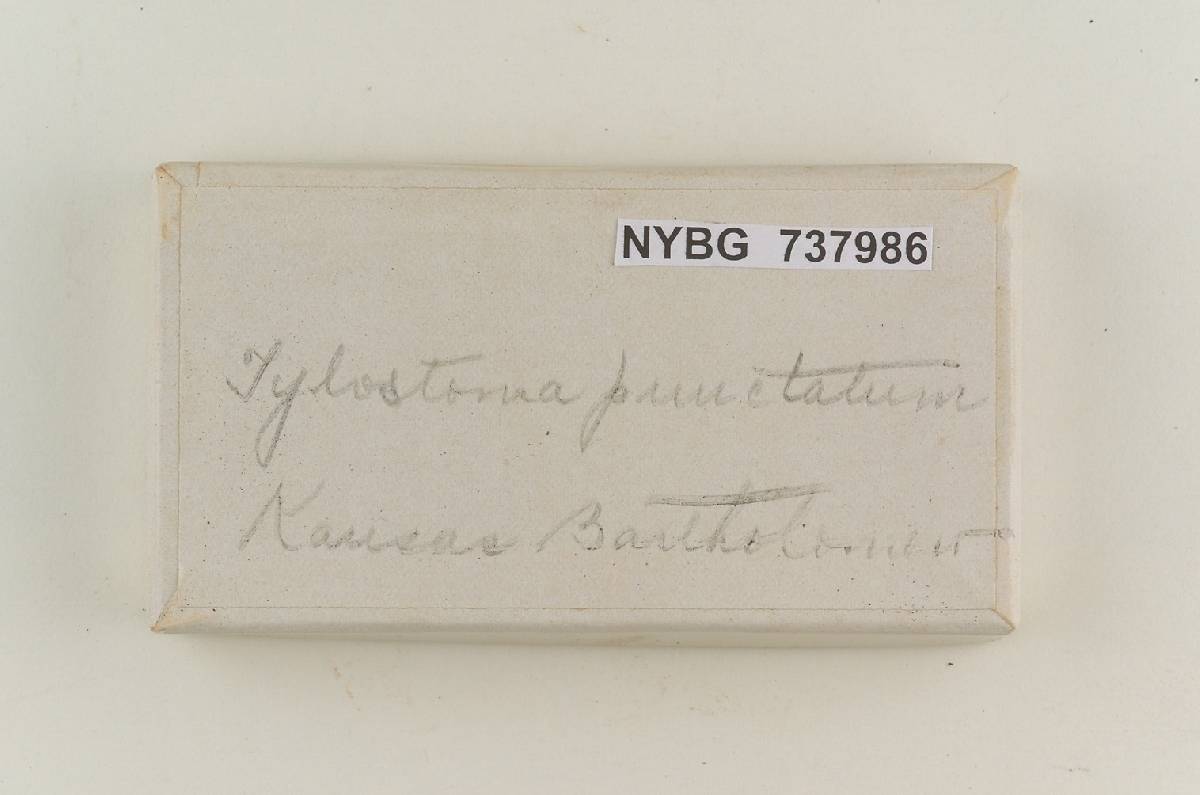 NYBG 737986
Tylostoma punctatum
Kansas Bartholomew